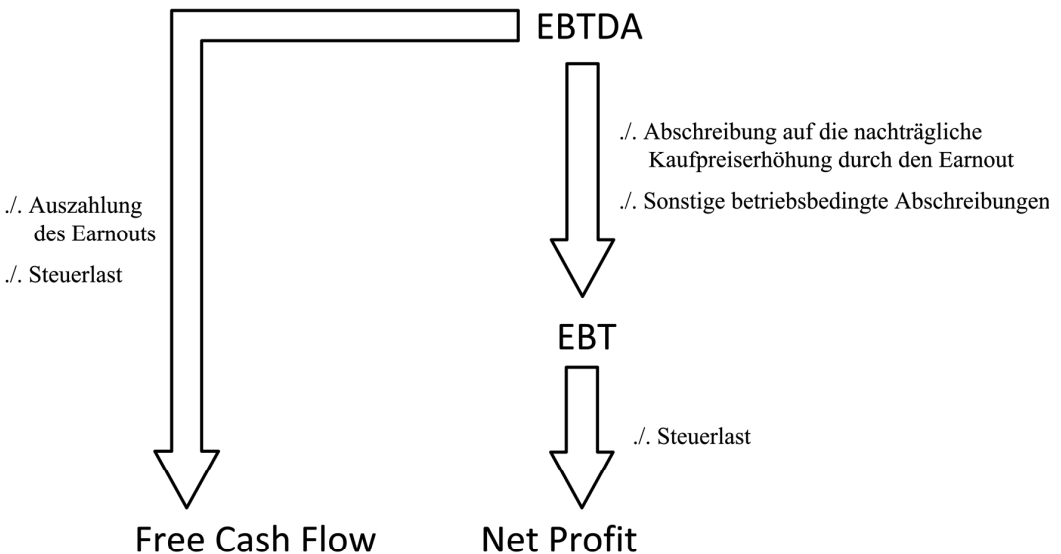 EBTDA
./. Abschreibung auf die nachträgliche
Kaufpreiserhöhung durch den Earnout
./. Sonstige betriebsbedingte Abschreibungen
./. Auszahlung
des Earnouts
./. Steuerlast
EBT
./. Steuerlast
Free Cash Flow
Net Profit